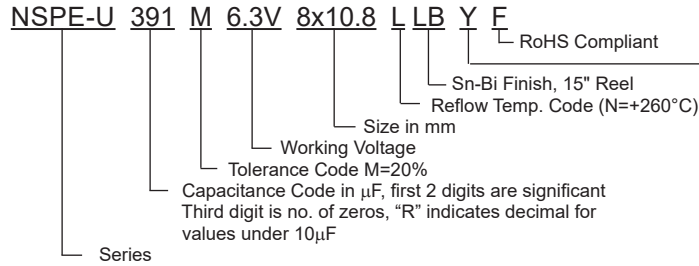 NSPE-U 391 M 6.3V 8x10.8 L LB Y F
RoHS Compliant
Sn-Bi Finish, 15" Reel
Reflow Temp. Code (N=+260°C)
Size in mm
Working Voltage
Tolerance Code M=20%
Capacitance Code in μF, first 2 digits are significant
Third digit is no. of zeros, “R” indicates decimal for
values under 10μF
Series